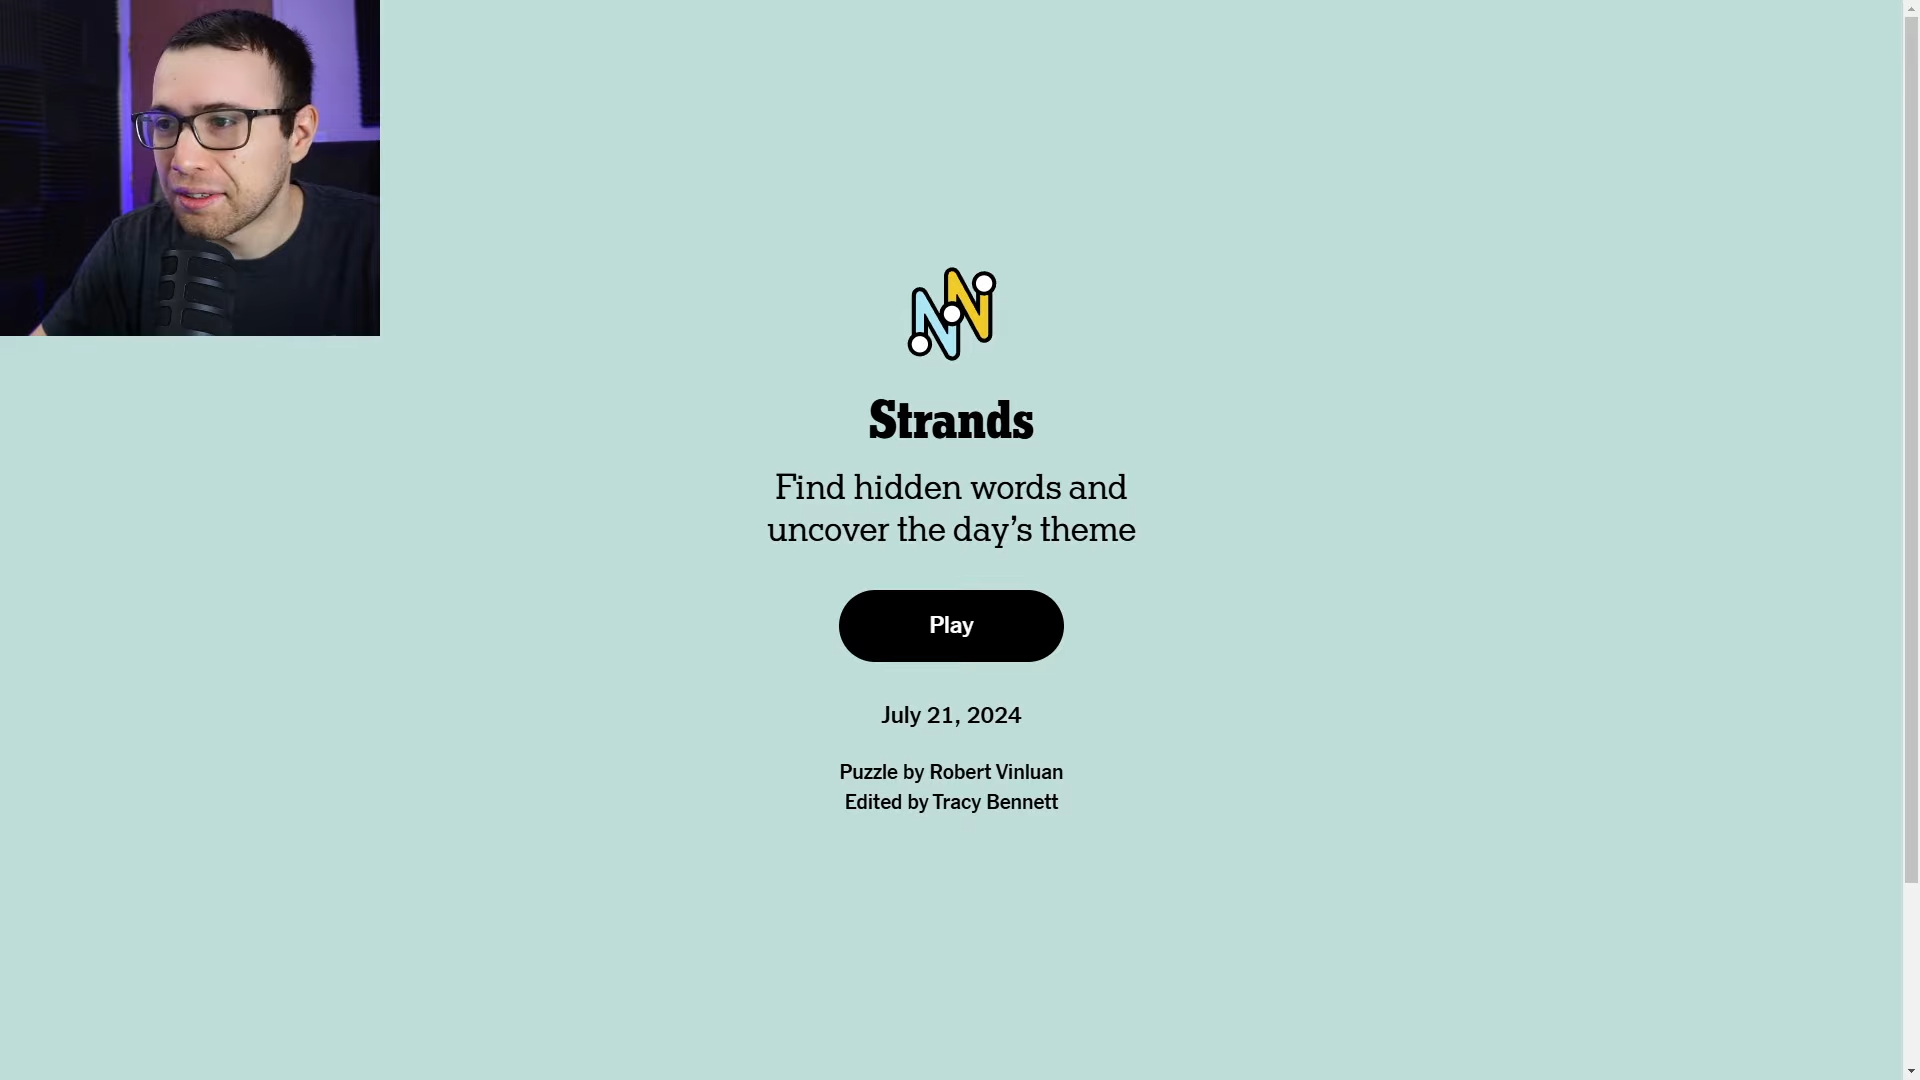 Strands
Find hidden words and
uncover the day’s theme
Play
July 21, 2024
Puzzle by Robert Vinluan
Edited by Tracy Bennett